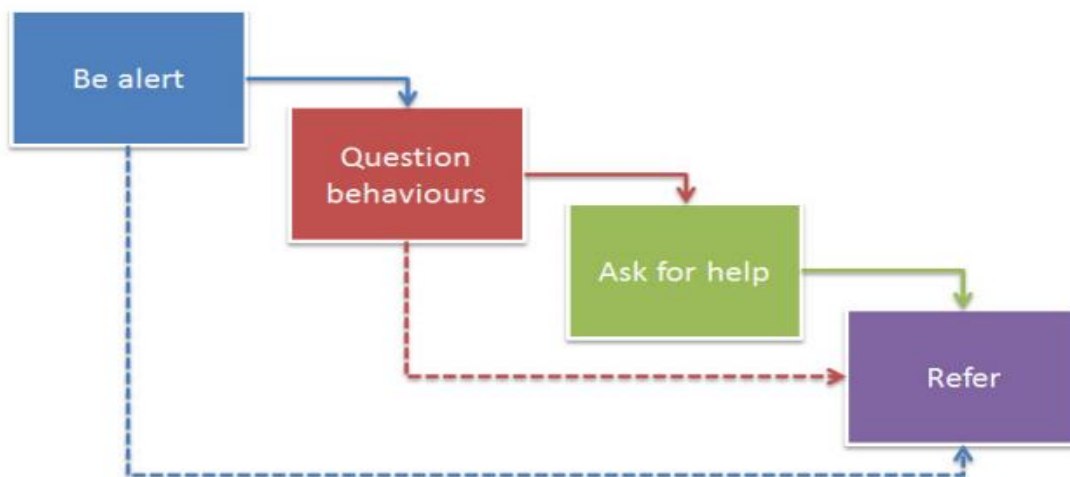 Be alert
Question
behaviours
Ask for help
Refer